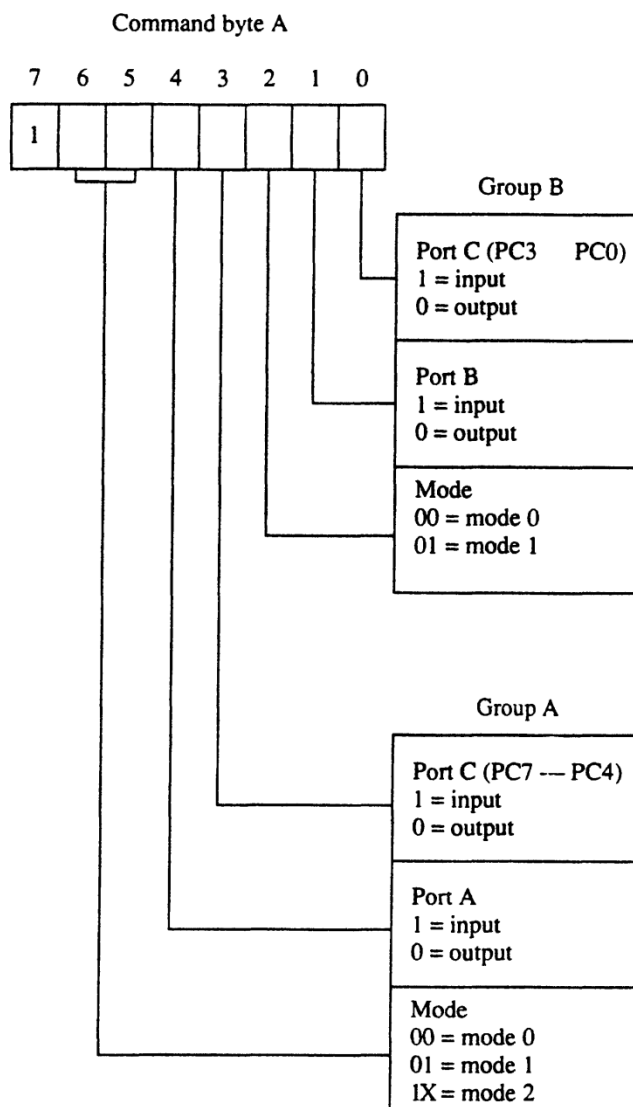 Command byte A
7 6 5 4 3 2 1 0
1
Group B
Port C (PC3 PC0)
1 = input
0 = output
Port B
1 = input
0 = output
Mode
00 = mode 0
01 = mode 1
Group A
Port C (PC7 --- PC4)
1 = input
0 = output
Port A
1 = input
0 = output
Mode
00 = mode 0
01 = mode 1
1X = mode 2